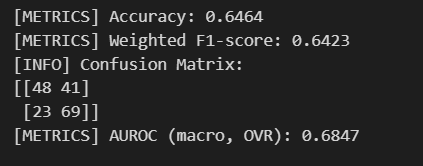 [METRICS] Accuracy: 0.6464
[METRICS] Weighted F1-score: 0.6423
[INFO] Confusion Matrix:
[[48 41]
 [23 69]]
[METRICS] AUROC (macro, OVR): 0.6847